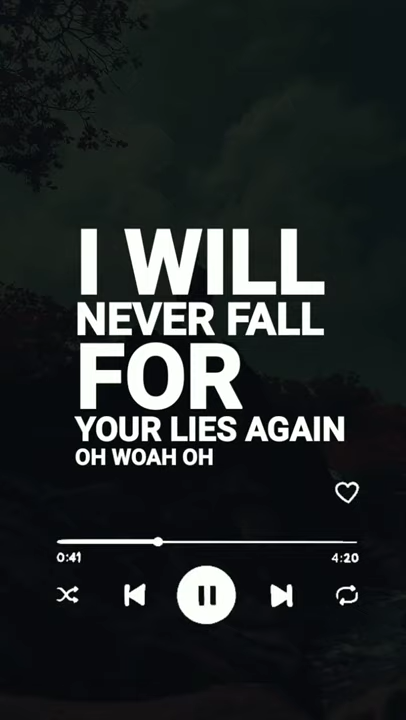 I WILL
NEVER FALL
FOR
YOUR LIES AGAIN
OH WOAH OH
0:41 4:20